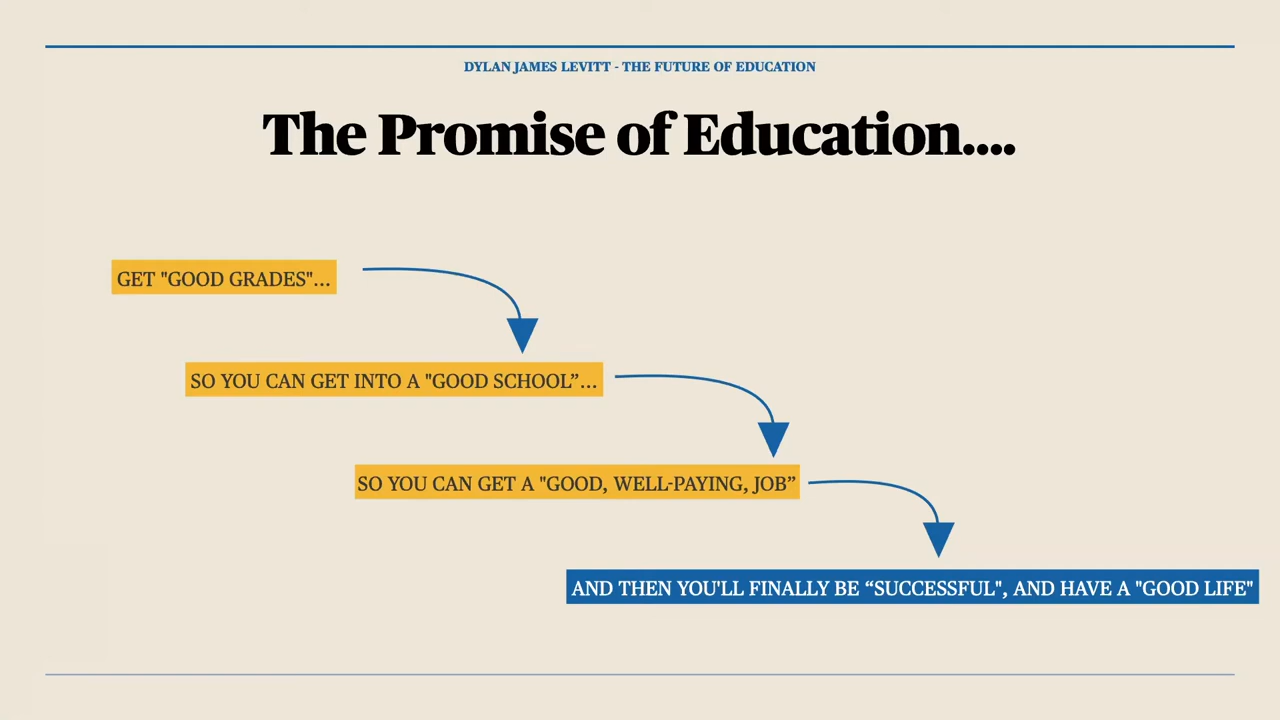 DYLAN JAMES LEVITT - THE FUTURE OF EDUCATION
The Promise of Education....
GET "GOOD GRADES"...
SO YOU CAN GET INTO A "GOOD SCHOOL”...
SO YOU CAN GET A "GOOD, WELL-PAYING, JOB”
AND THEN YOU'LL FINALLY BE “SUCCESSFUL", AND HAVE A "GOOD LIFE"